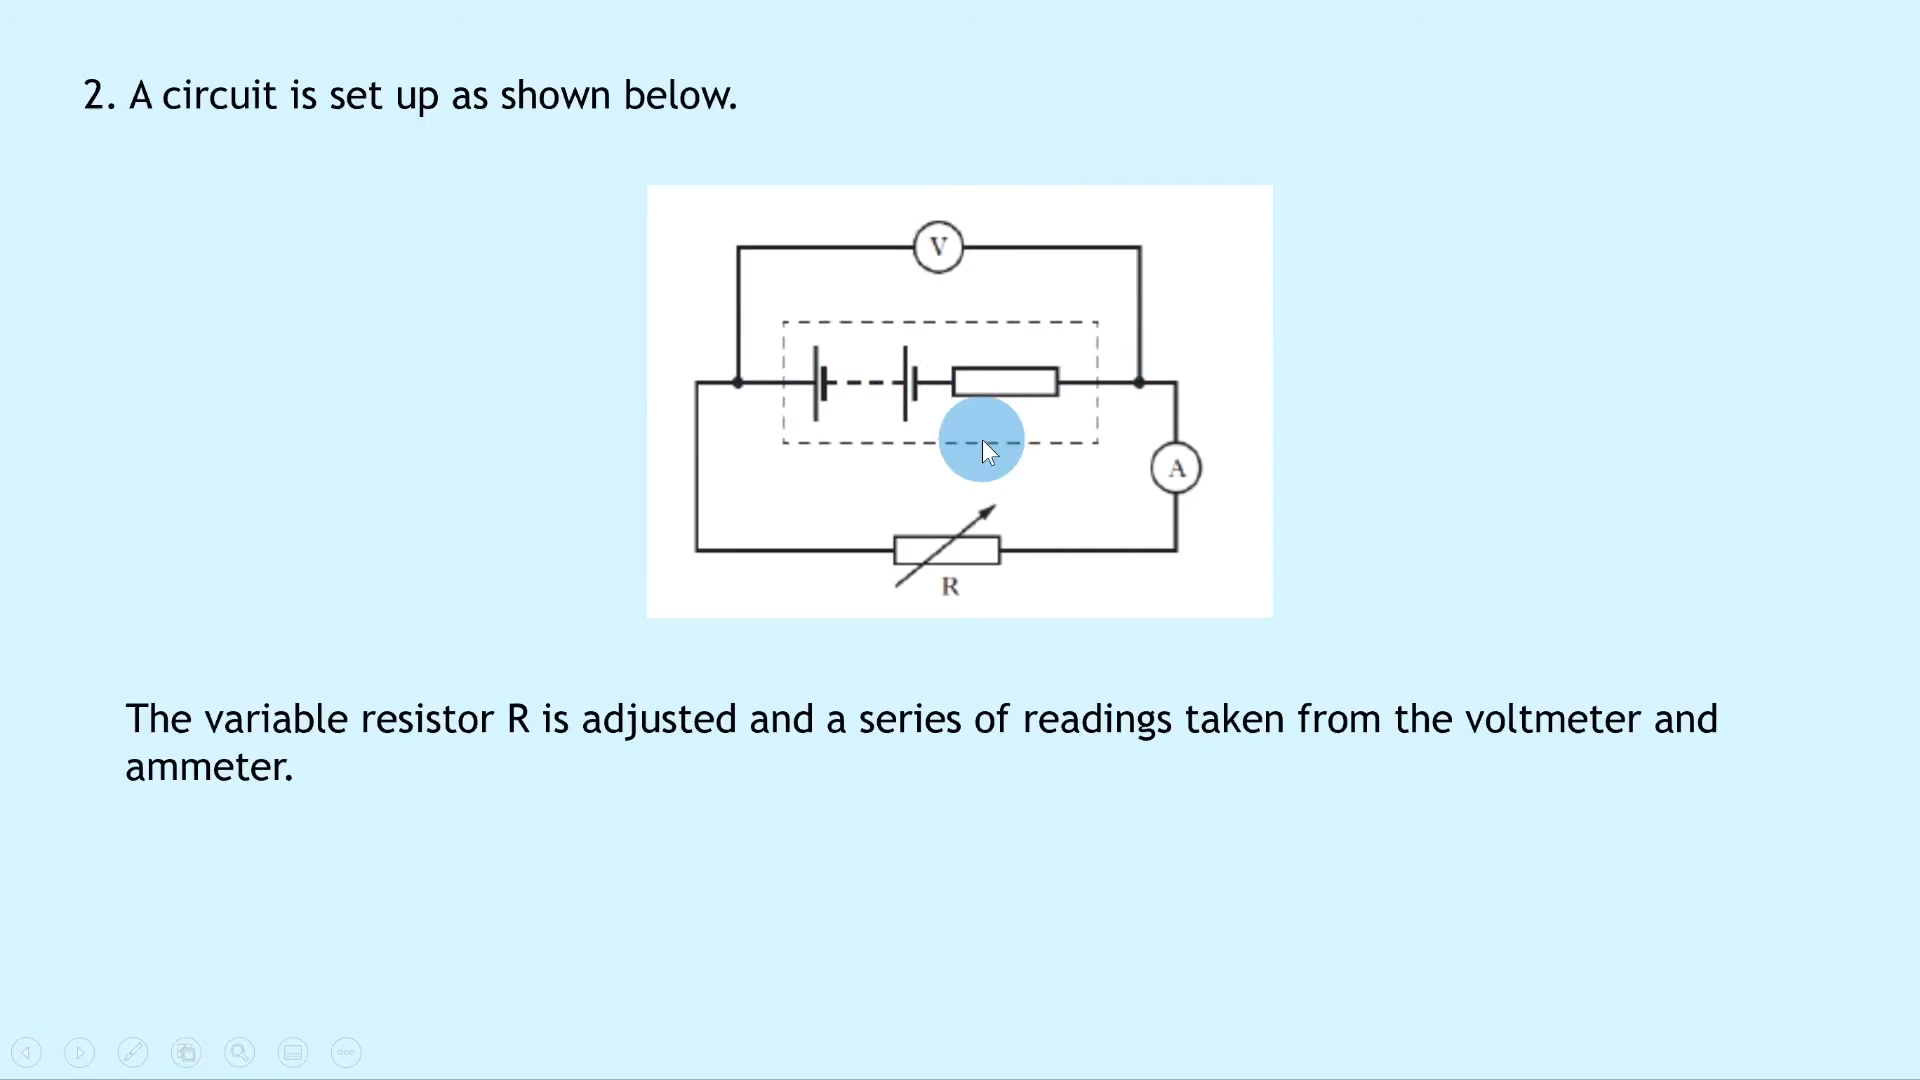 2. A circuit is set up as shown below.
V
A
R
The variable resistor R is adjusted and a series of readings taken from the voltmeter and
ammeter.